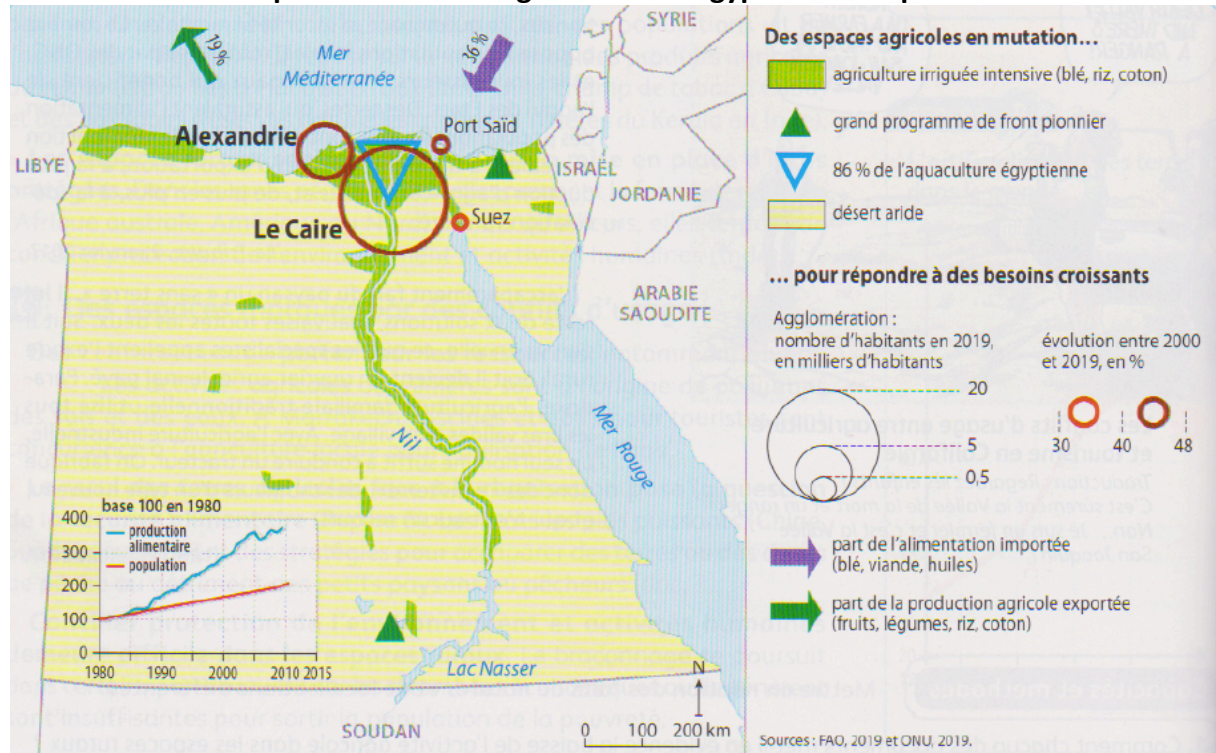 SYRIE
19 %
36 %
Mer
Méditerranée
Alexandrie
Port Saïd
LIBYE
ISRAËL
JORDANIE
Suez
Le Caire
ARABIE
SAOUDITE
Nil
Mer Rouge
base 100 en 1980
400
300
200
100
0
production
alimentaire
population
1980
1990
2000
2010
2015
Lac Nasser
SOUDAN
N
0 100 200 km
Des espaces agricoles en mutation...
agriculture irriguée intensive (blé, riz, coton)
grand programme de front pionnier
86 % de l'aquaculture égyptienne
désert aride
... pour répondre à des besoins croissants
Agglomération :
nombre d'habitants en 2019,
en milliers d'habitants
20
5
0,5
évolution entre 2000
et 2019, en %
30 40 48
part de l'alimentation importée
(blé, viande, huiles)
part de la production agricole exportée
(fruits, légumes, riz, coton)
Sources : FAO, 2019 et ONU, 2019.